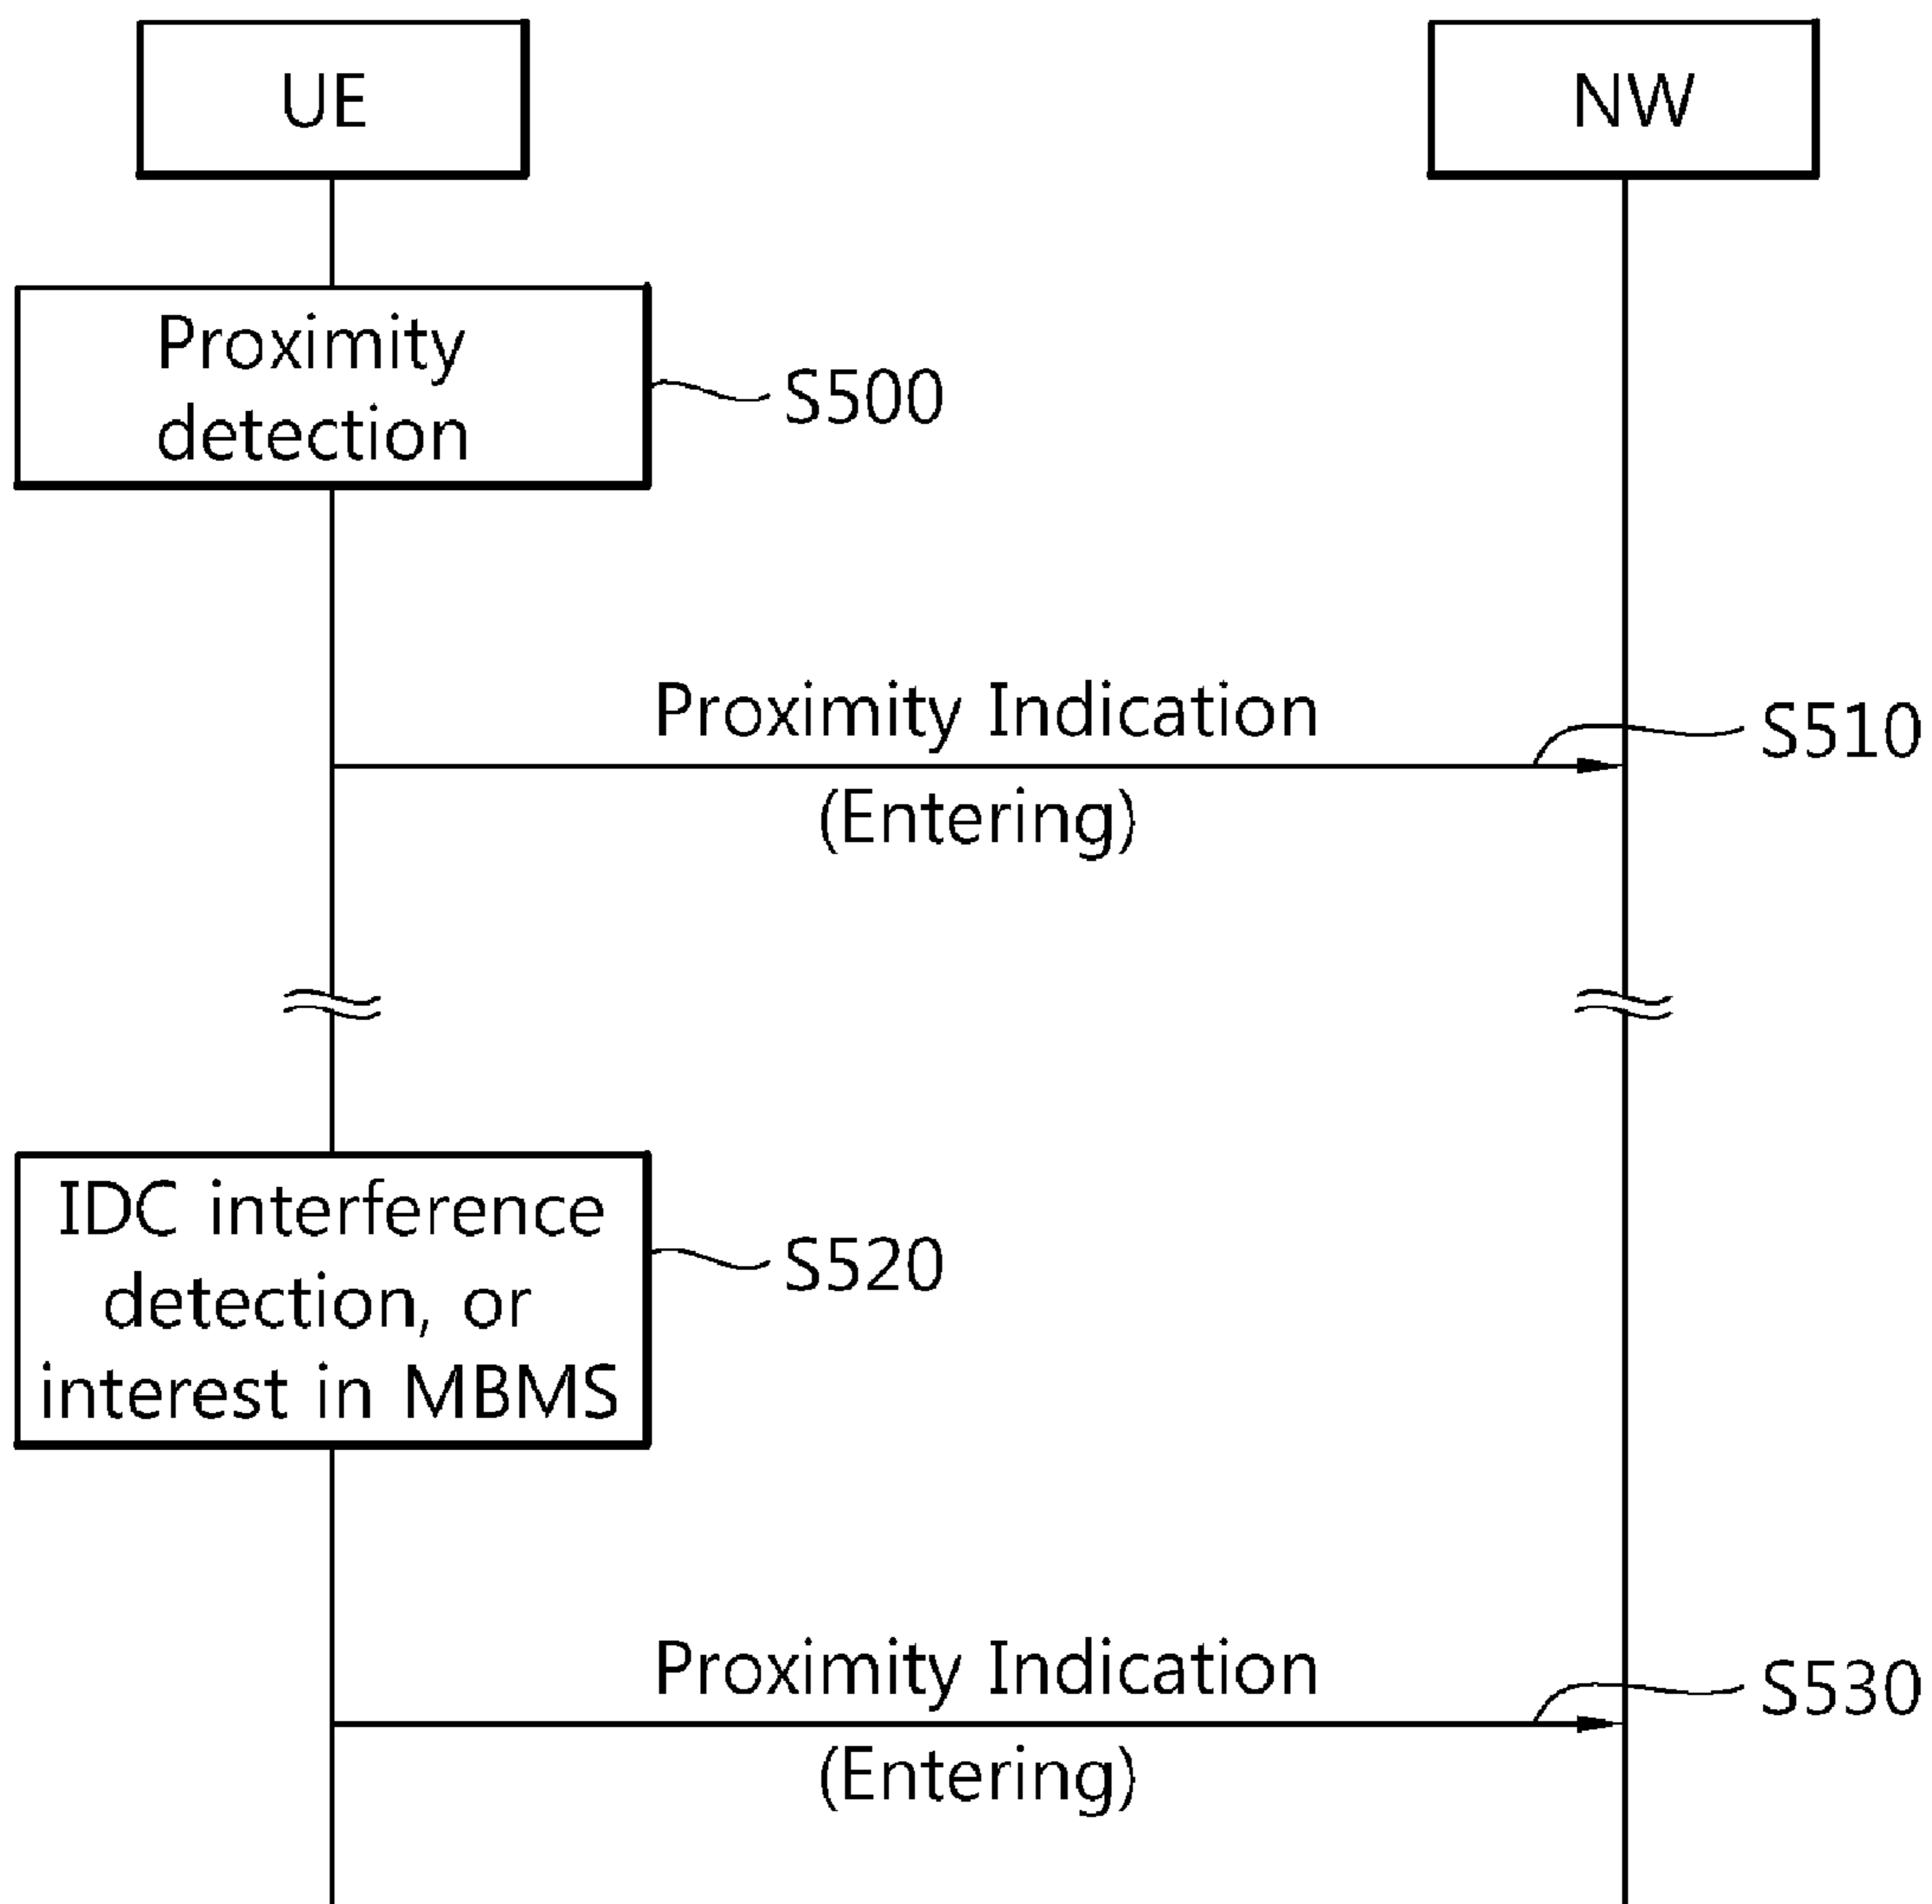 UE
NW
Proximity
detection
S500
Proximity Indication
S510
(Entering)
IDC interference
detection, or
interest in MBMS
S520
Proximity Indication
S530
(Entering)